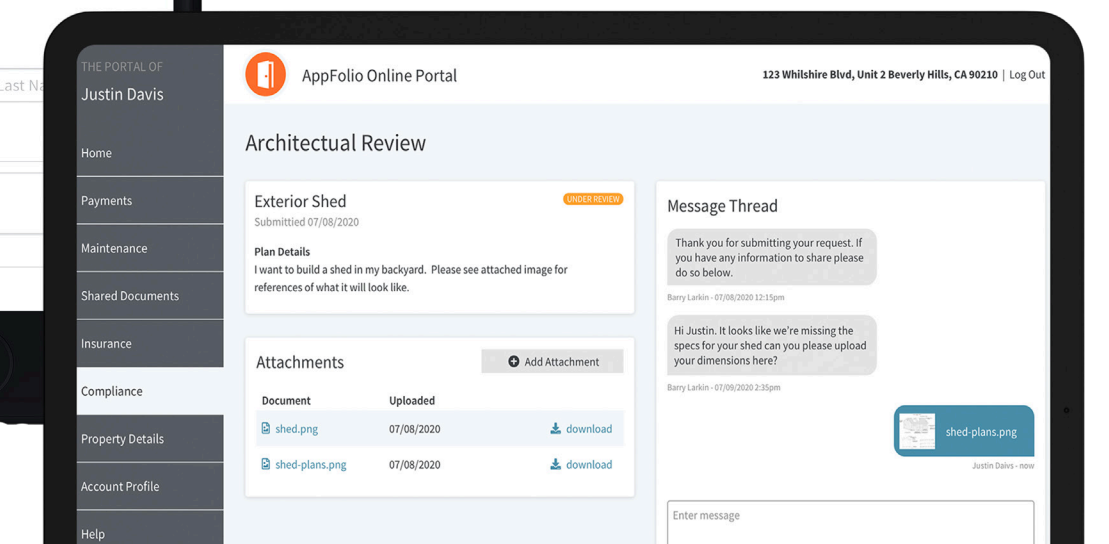 Last Na
THE PORTAL OF
Justin Davis
Home
Payments
Maintenance
Shared Documents
Insurance
Compliance
Property Details
Account Profile
Help
AppFolio Online Portal
123 Whilshire Blvd, Unit 2 Beverly Hills, CA 90210 | Log Out
Architectual Review
Exterior Shed
UNDER REVIEW
Submittied 07/08/2020
Plan Details
I want to build a shed in my backyard. Please see attached image for
references of what it will look like.
Attachments
Add Attachment
Document Uploaded
shed.png 07/08/2020 download
shed-plans.png 07/08/2020 download
Message Thread
Thank you for submitting your request. If
you have any information to share please
do so below.
Barry Larkin - 07/08/2020 12:15pm
Hi Justin. It looks like we're missing the
specs for your shed can you please upload
your dimensions here?
Barry Larkin - 07/09/2020 2:35pm
shed-plans.png
Justin Daivs - now
Enter message